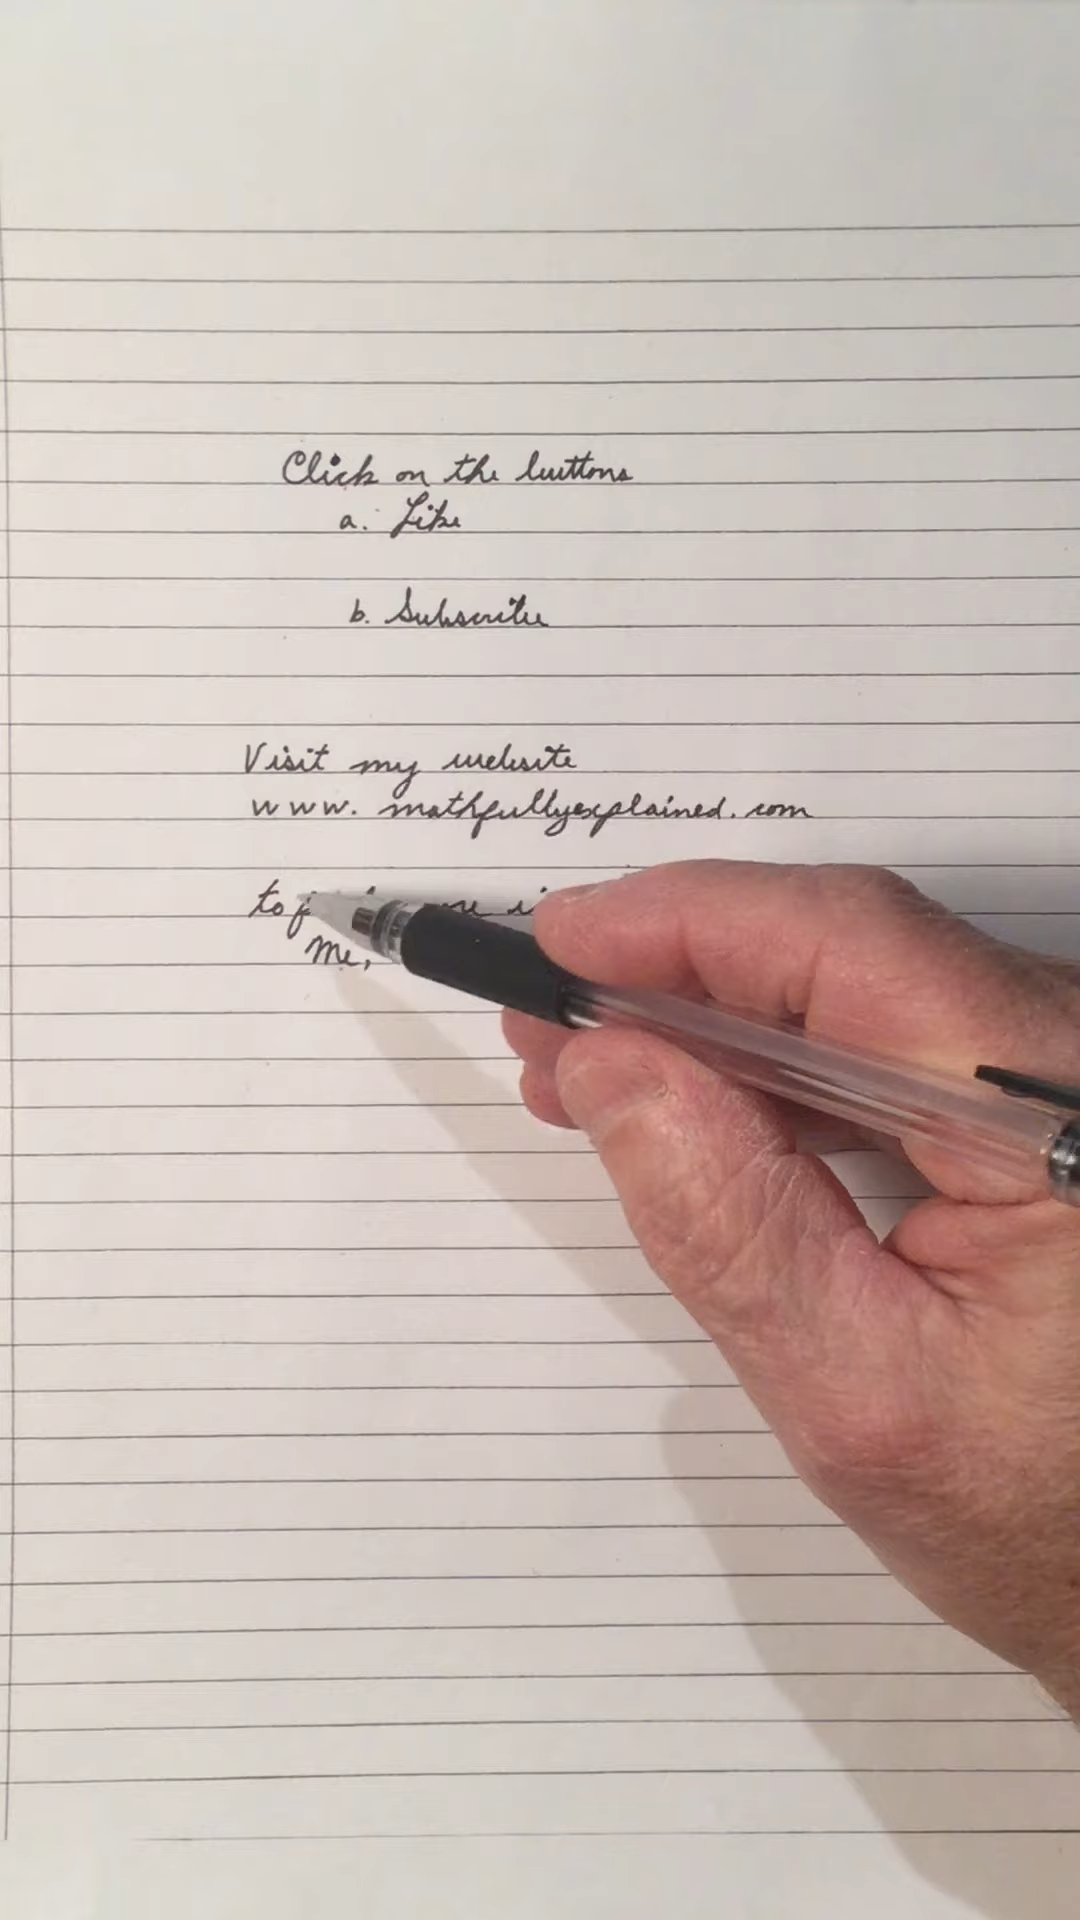 Click on the buttons
a. Like
b. Subscribe
Visit my website
www.mathfullyexplained.com
to
me,